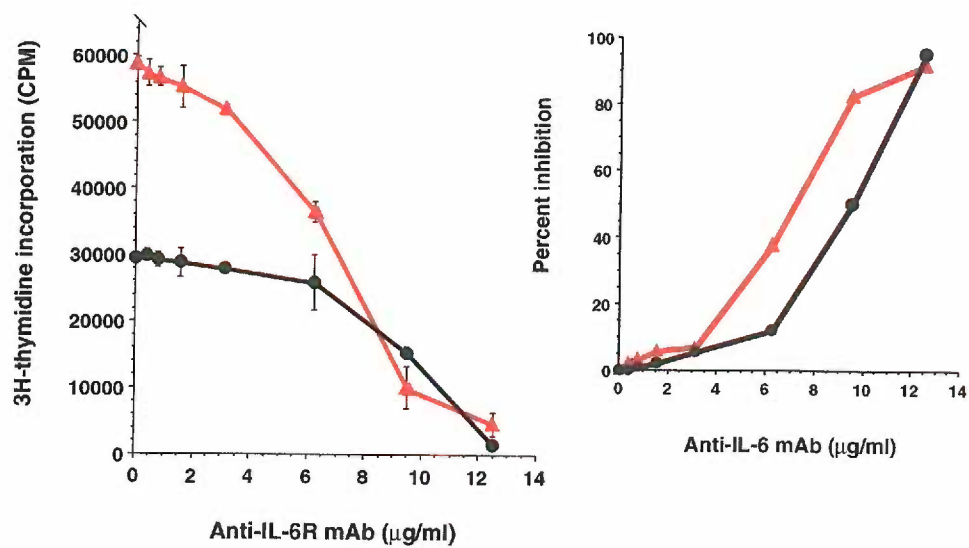 3H-thymidine incorporation (CPM)
60000
50000
40000
30000
20000
10000
0
0 2 4 6 8 10 12 14
Anti-IL-6R mAb (μg/ml)
Percent inhibition
100
80
60
40
20
0
0 2 4 6 8 10 12 14
Anti-IL-6 mAb (μg/ml)